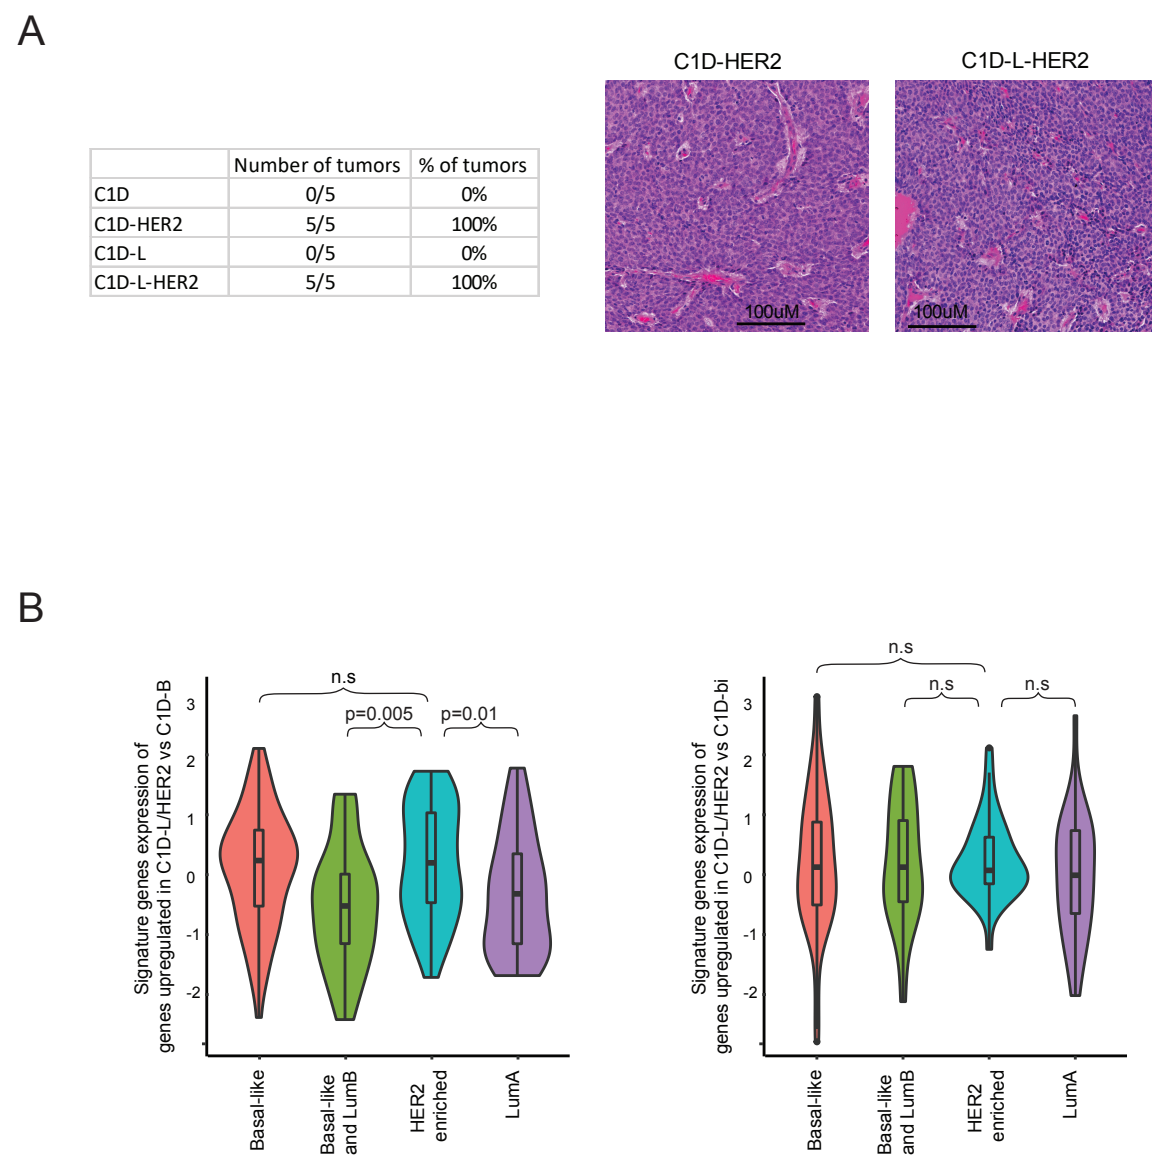 A
C1D-HER2
C1D-L-HER2
Number of tumors % of tumors
C1D 0/5 0%
C1D-HER2 5/5 100%
C1D-L 0/5 0%
C1D-L-HER2 5/5 100%
100uM
100uM
B
Signature genes expression of
genes upregulated in C1D-L/HER2 vs C1D-B
3
2
1
0
-1
-2
n.s
p=0.005
p=0.01
Basal-like
Basal-like
and LumB
HER2
enriched
LumA
Signature genes expression of
genes upregulated in C1D-L/HER2 vs C1D-bi
3
2
1
0
-1
-2
n.s
n.s
n.s
Basal-like
Basal-like
and LumB
HER2
enriched
LumA